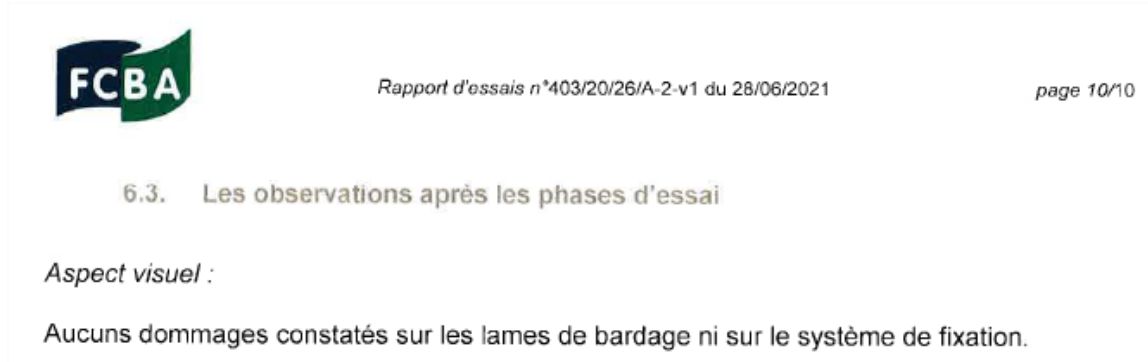 FCBA
Rapport d'essais n°403/20/26/A-2-v1 du 28/06/2021
page 10/10
6.3. Les observations après les phases d'essai
Aspect visuel :
Aucuns dommages constatés sur les lames de bardage ni sur le système de fixation.